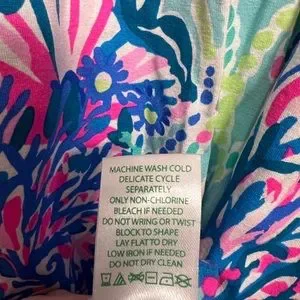 MACHINE WASH COLD
DELICATE CYCLE
SEPARATELY
ONLY NON-CHLORINE
BLEACH IF NEEDED
DO NOT WRING OR TWIST
BLOCK TO SHAPE
LAY FLAT TO DRY
LOW IRON IF NEEDED
DO NOT DRY CLEAN